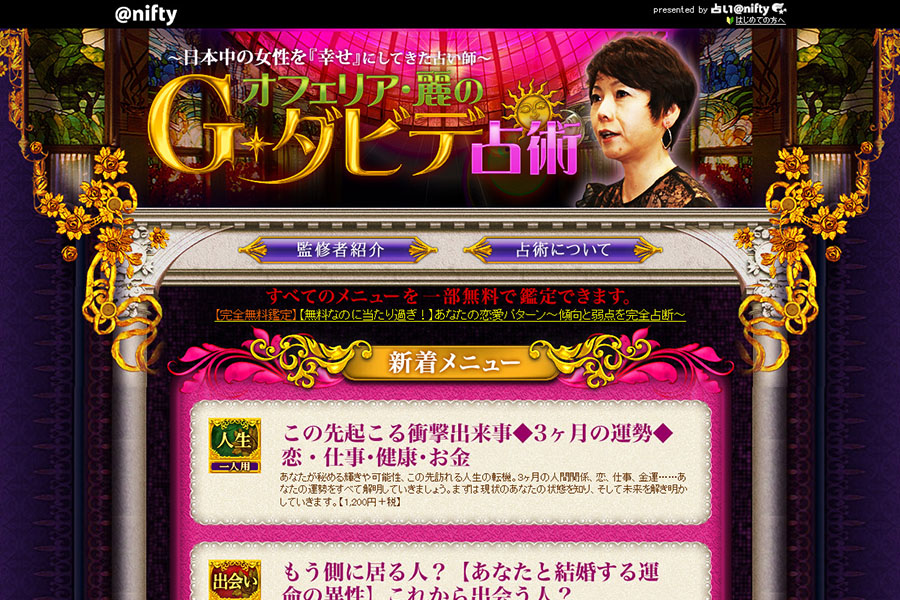 @nifty
presented by 占い@nifty
はじめての方へ
～日本中の女性を『幸せ』にしてきた占い師～
オフェリア・麗の
G・ダビデ占術
監修者紹介
占術について
すべてのメニューを一部無料で鑑定できます。
【完全無料鑑定】【無料なのに当たり過ぎ！】あなたの恋愛パターン～傾向と弱点を完全占断～
新着メニュー
人生
一人用
この先起こる衝撃出来事◆3ヶ月の運勢◆
恋・仕事・健康・お金
あなたが秘める輝きや可能性、この先訪れる人生の転機。3ヶ月の人間関係、恋、仕事、金運……あ
なたの運勢をすべて解明していきましょう。まずは現状のあなたの状態を知り、そして未来を解き明か
していきます。【1,200円＋税】
出会い
もう側に居る人？【あなたと結婚する運
命の異性】これから出会う人？